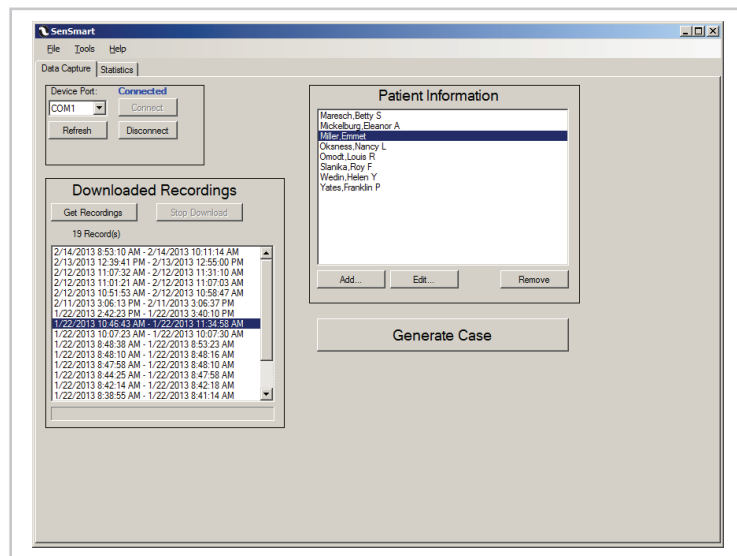 SenSmart
File Tools Help
Data Capture Statistics
Device Port: Connected
COM1 Connect
Refresh Disconnect
Downloaded Recordings
Get Recordings Stop Download
19 Record(s)
2/14/2013 8:53:10 AM - 2/14/2013 10:11:14 AM
2/13/2013 12:39:41 PM - 2/13/2013 12:55:00 PM
2/12/2013 11:07:32 AM - 2/12/2013 11:31:10 AM
2/12/2013 11:01:21 AM - 2/12/2013 11:07:03 AM
2/12/2013 10:51:53 AM - 2/12/2013 10:58:47 AM
2/11/2013 3:06:13 PM - 2/11/2013 3:06:37 PM
1/22/2013 2:42:23 PM - 1/22/2013 3:40:10 PM
1/22/2013 10:46:43 AM - 1/22/2013 11:34:58 AM
1/22/2013 10:07:23 AM - 1/22/2013 10:07:30 AM
1/22/2013 8:48:38 AM - 1/22/2013 8:53:23 AM
1/22/2013 8:48:10 AM - 1/22/2013 8:48:16 AM
1/22/2013 8:47:58 AM - 1/22/2013 8:48:10 AM
1/22/2013 8:44:25 AM - 1/22/2013 8:47:58 AM
1/22/2013 8:42:14 AM - 1/22/2013 8:42:18 AM
1/22/2013 8:38:55 AM - 1/22/2013 8:41:14 AM
Patient Information
Maresch,Betty S
Mickelburg,Eleanor A
Miller,Emmet
Oksness,Nancy L
Omodt,Louis R
Slanika,Roy F
Wedin,Helen Y
Yates,Franklin P
Add... Edit... Remove
Generate Case